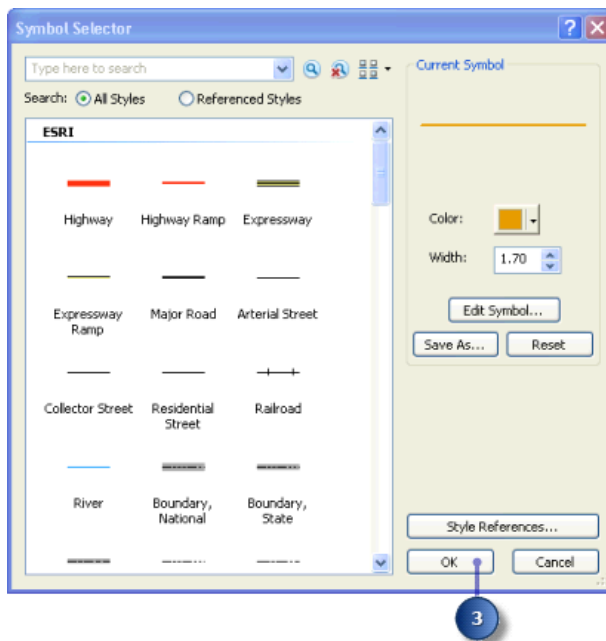 Symbol Selector
Type here to search
Search: All Styles Referenced Styles
ESRI
Highway Highway Ramp Expressway
Expressway Ramp Major Road Arterial Street
Collector Street Residential Street Railroad
River Boundary, National Boundary, State
Current Symbol
Color:
Width: 1.70
Edit Symbol...
Save As... Reset
Style References...
OK Cancel
3